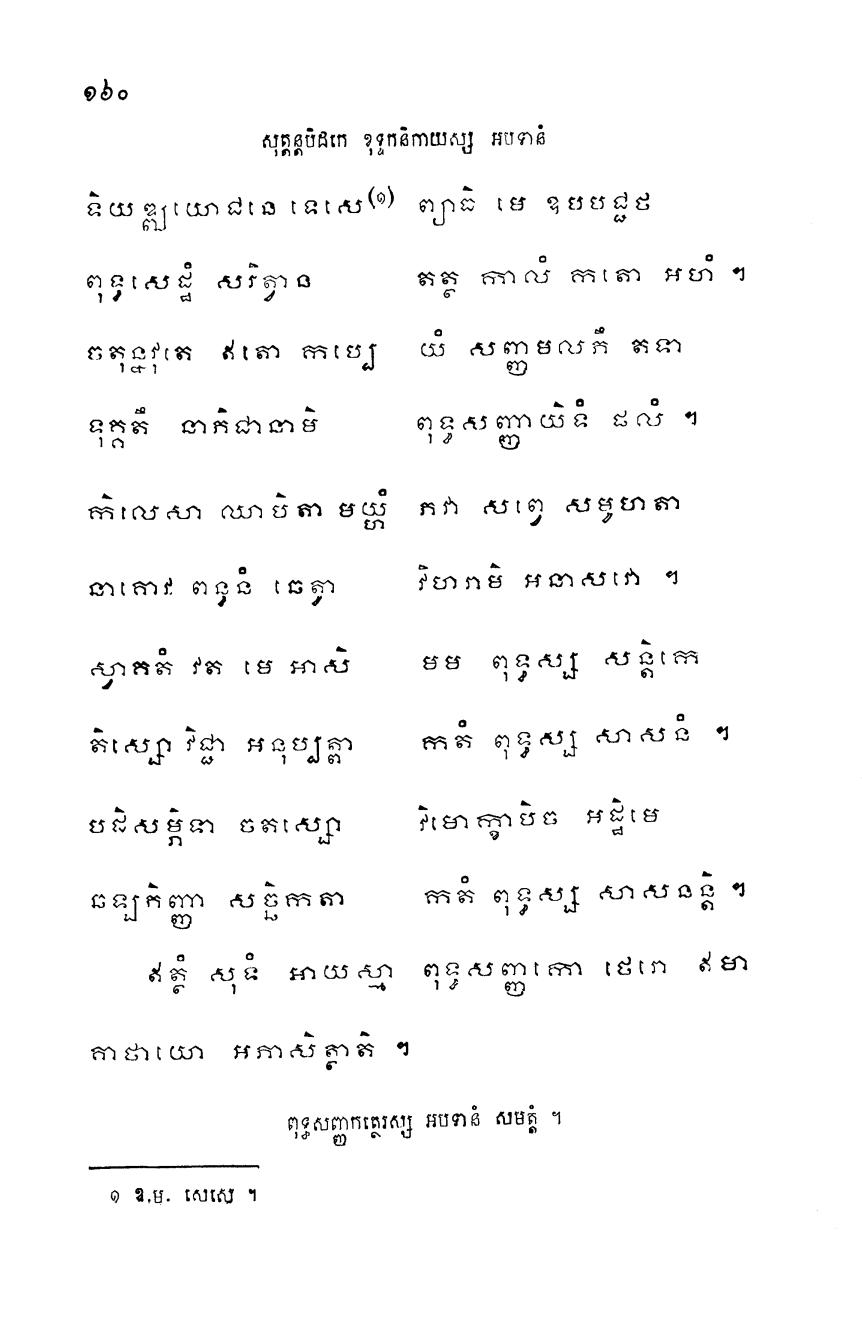 ១៦០
សុត្តន្តបិដកេ ខុទ្ទកនិកាយស្ស អបទានំ
ទិយឌ្ឍយោជនេ ទេសេ(១) ព្យាធិ មេ ឧបបជ្ជថ
ពុទ្ធសេដ្ឋំ សរិត្វាន តត្ថ កាលំ កតោ អហំ ។
ចតុន្នវុតេ ឥតោ កប្បេ យំ សញ្ញមលភឹ តទា
ទុគ្គតឹ នាភិជានាមិ ពុទ្ធសញ្ញាយិទំ ផលំ ។
កិលេសា ឈាបិតា មយ្ហំ ភវា សព្វេ សមូហតា
នាគោវ ពន្ធនំ ឆេត្វា វិហរាមិ អនាសវោ ។
ស្វាគតំ វត មេ អាសិ មម ពុទ្ធស្ស សន្តិកេ
តិស្សោ វិជ្ជា អនុប្បត្តា កតំ ពុទ្ធស្ស សាសនំ ។
បដិសម្ភិទា ចតស្សោ វិមោក្ខាបិច អដ្ឋិមេ
ឆឡភិញ្ញា សច្ឆិកតា កតំ ពុទ្ធស្ស សាសនន្តិ ។
ឥត្ថំ សុទំ អាយស្មា ពុទ្ធសញ្ញកោ ថេរោ ឥមា
គាថាយោ អភាសិត្ថាតិ ។
ពុទ្ធសញ្ញកត្ថេរស្ស អបទានំ សមត្តំ ។
១ ឱ.ម. សេសេ ។